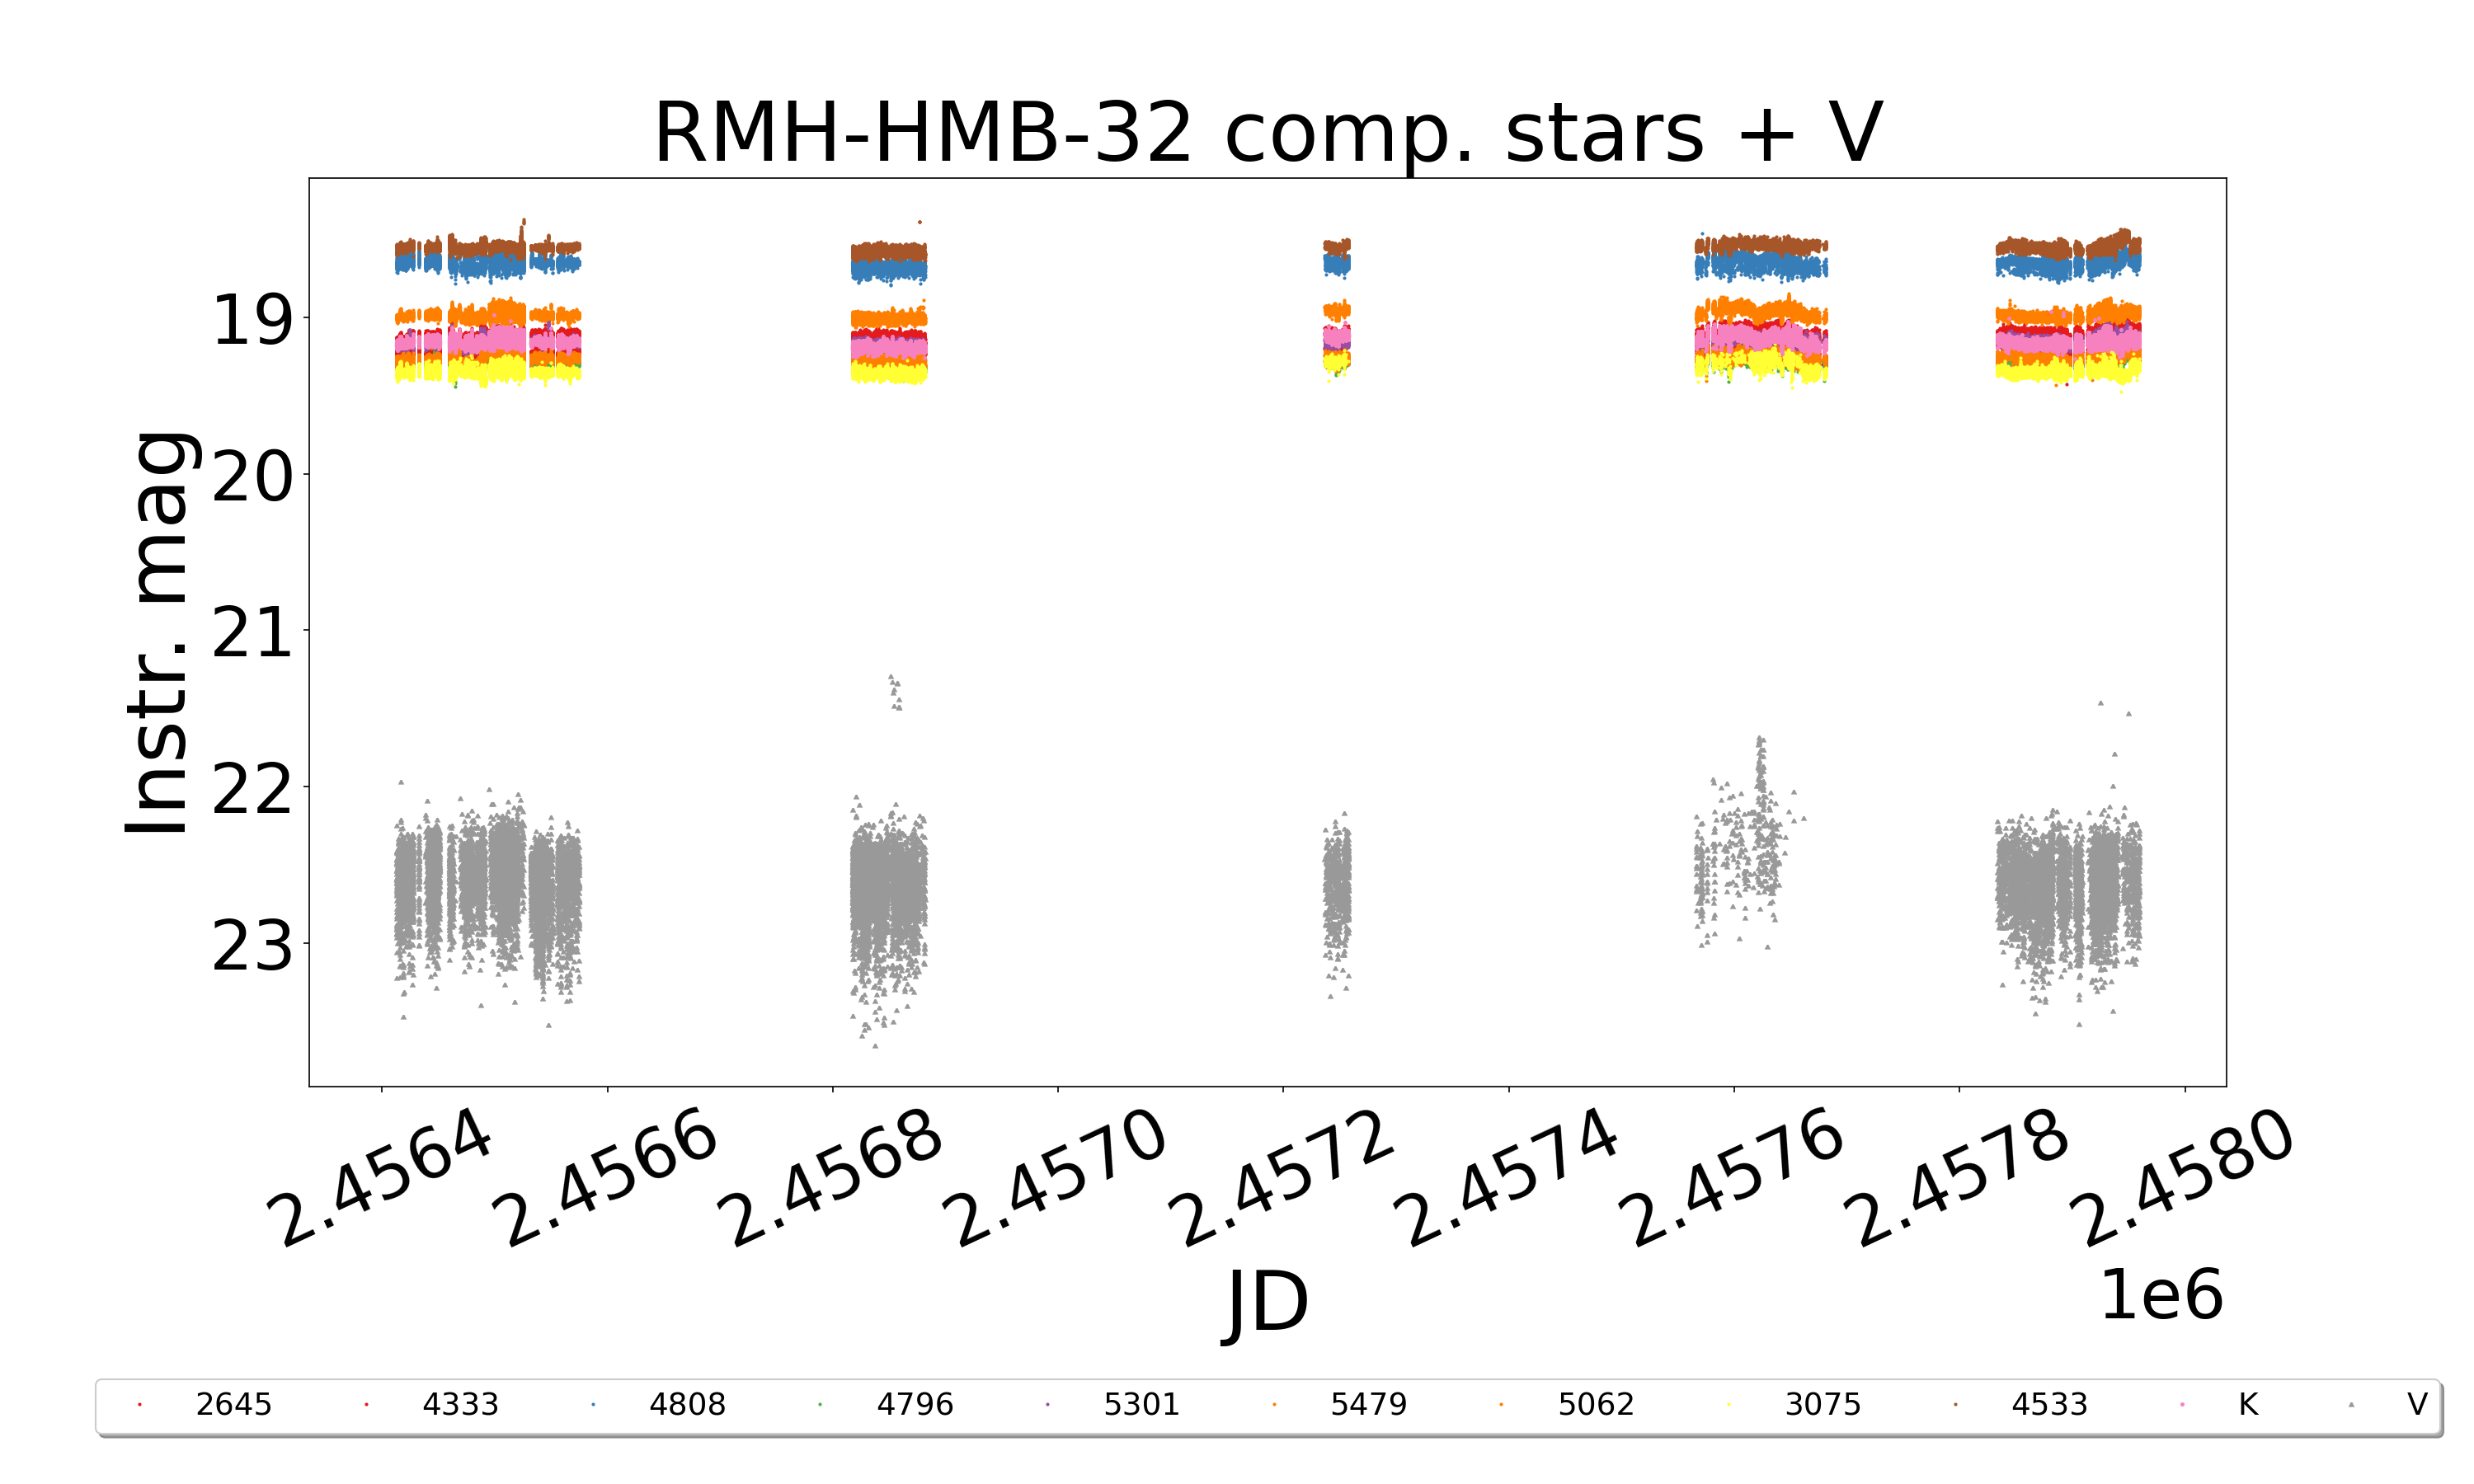 RMH-HMB-32 comp. stars + V
Instr. mag
19
20
21
22
23
2.4564 2.4566 2.4568 2.4570 2.4572 2.4574 2.4576 2.4578 2.4580
JD
1e6
2645 4333 4808 4796 5301 5479 5062 3075 4533 K V